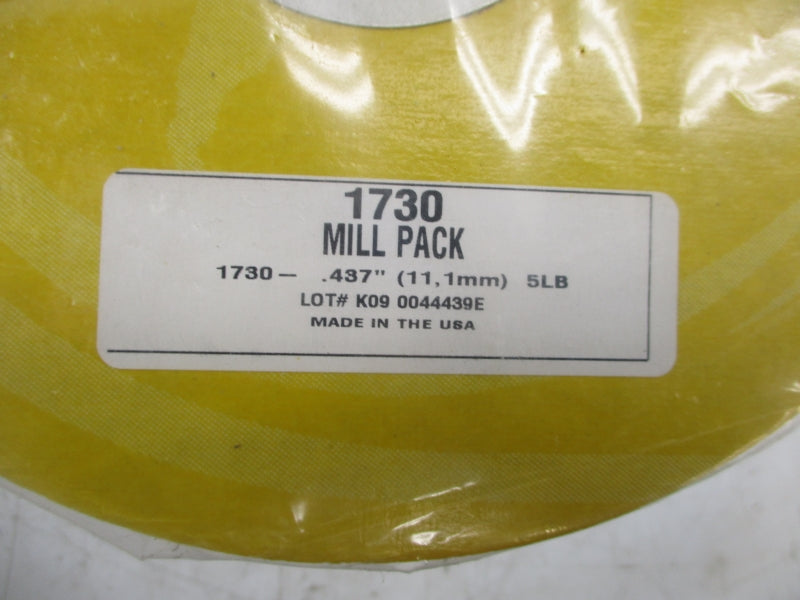 1730
MILL PACK
1730— .437" (11,1mm) 5LB
LOT# K09 0044439E
MADE IN THE USA